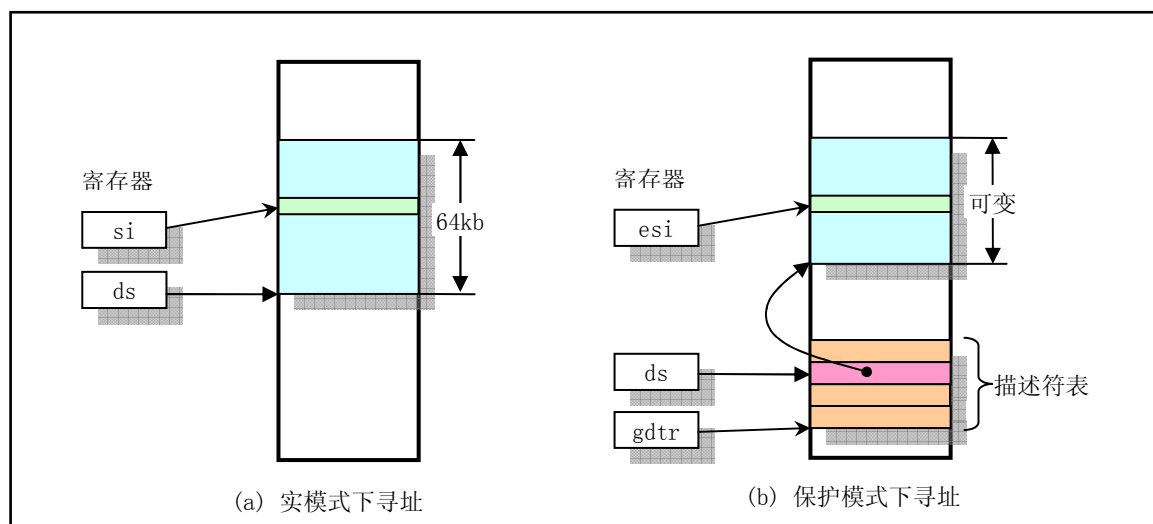 寄存器
si
ds
64kb
(a) 实模式下寻址
寄存器
esi
可变
ds
gdtr
描述符表
(b) 保护模式下寻址